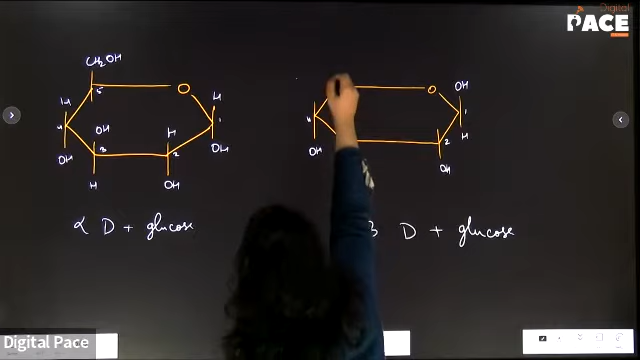 Digital
PACE
CH2OH
5
O
H
H
4
OH
H
1
3
2
OH
OH
H
OH
α D + glucose
O
OH
1
4
2
H
OH
OH
β D + glucose
Digital Pace